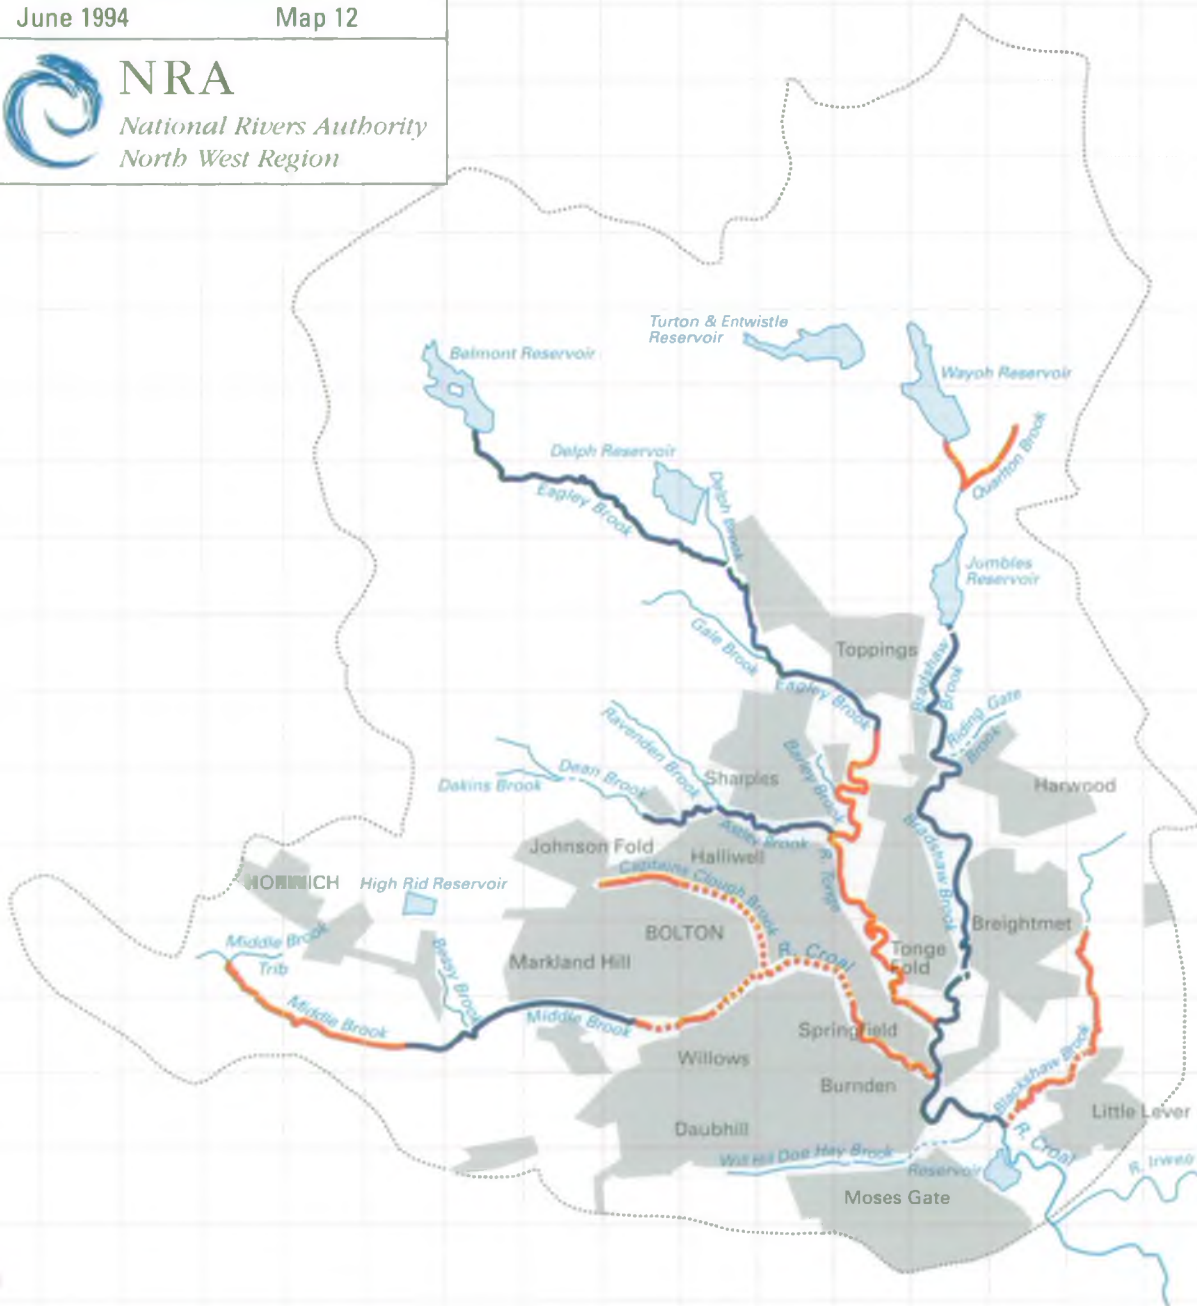 June 1994 Map 12
NRA
National Rivers Authority
North West Region
Turton & Entwistle
Reservoir
Belmont Reservoir
Wayoh Reservoir
Quarlton Brook
Delph Reservoir
Delph Brook
Eagley Brook
Jumbles
Reservoir
Gale Brook
Toppings
Bradshaw
Brook
Eagley Brook
Riding Gate
Brook
Ravenden Brook
Barley Brook
Dean Brook
Sharples
Dakins Brook
Harwood
Astley Brook
Bradshaw Brook
Johnson Fold
Halliwell
R. Tonge
HORWICH
High Rid Reservoir
Captains Clough Brook
BOLTON
Breightmet
Middle Brook
Trib
Bessy Brook
Markland Hill
R. Croal
Tonge
Fold
Middle Brook
Middle Brook
Springfield
Willows
Burnden
Blackshaw Brook
Little Lever
Daubhill
R. Croal
Will Hill Doe Hey Brook
Reservoir
R. Irwell
Moses Gate